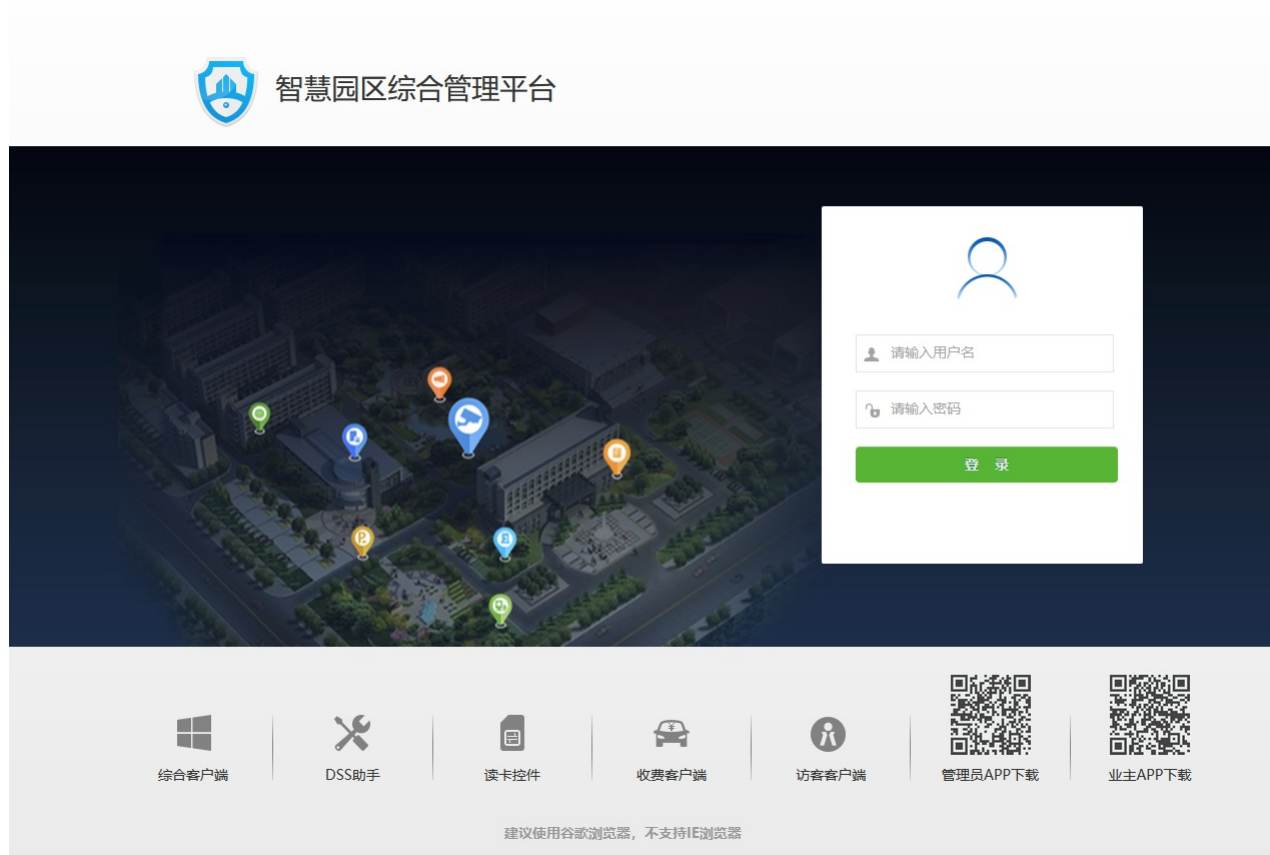 智慧园区综合管理平台
请输入用户名
请输入密码
登 录
综合客户端
DSS助手
读卡控件
收费客户端
访客客户端
管理员APP下载
业主APP下载
建议使用谷歌浏览器，不支持IE浏览器